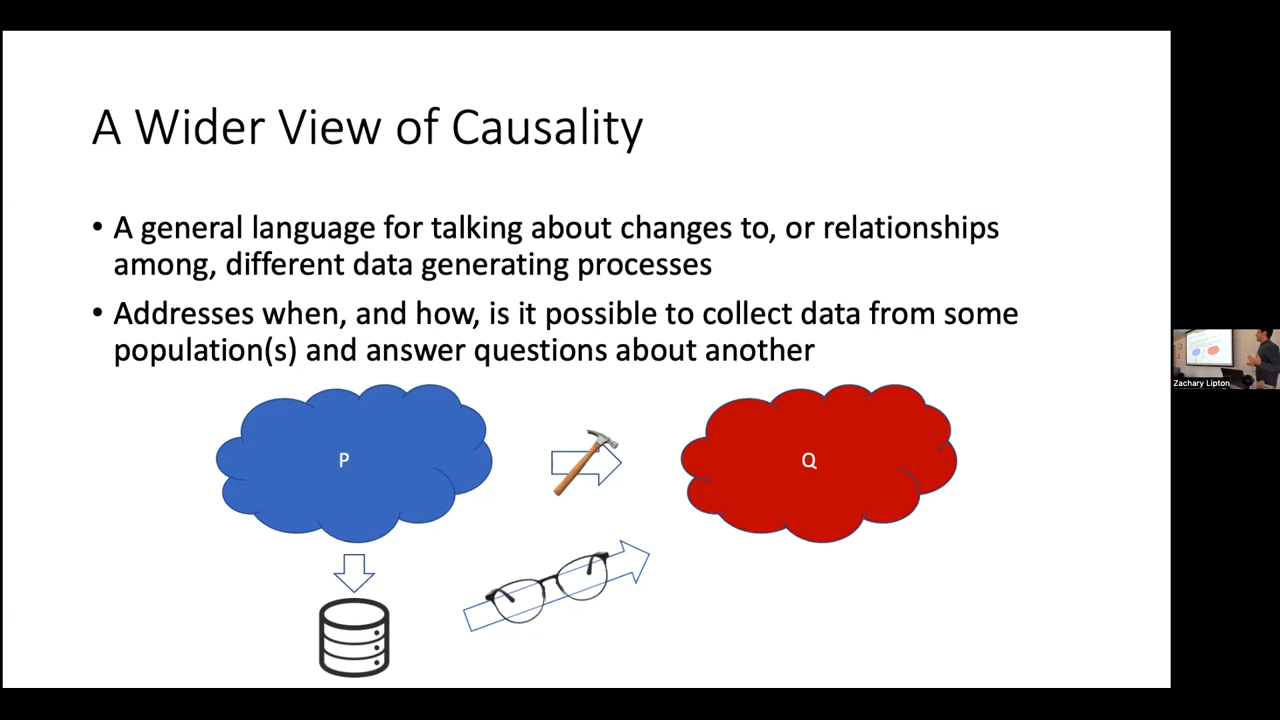 A Wider View of Causality
• A general language for talking about changes to, or relationships
among, different data generating processes
• Addresses when, and how, is it possible to collect data from some
population(s) and answer questions about another
P
Q
Zachary Lipton